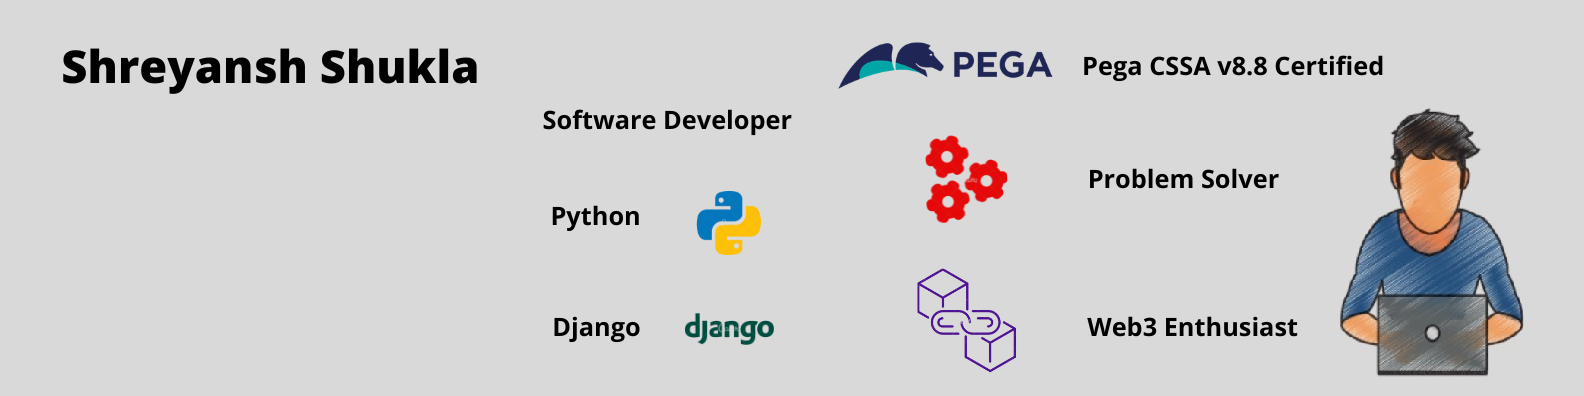 Shreyansh Shukla
PEGA
Pega CSSA v8.8 Certified
Software Developer
Problem Solver
Python
Django
django
Web3 Enthusiast